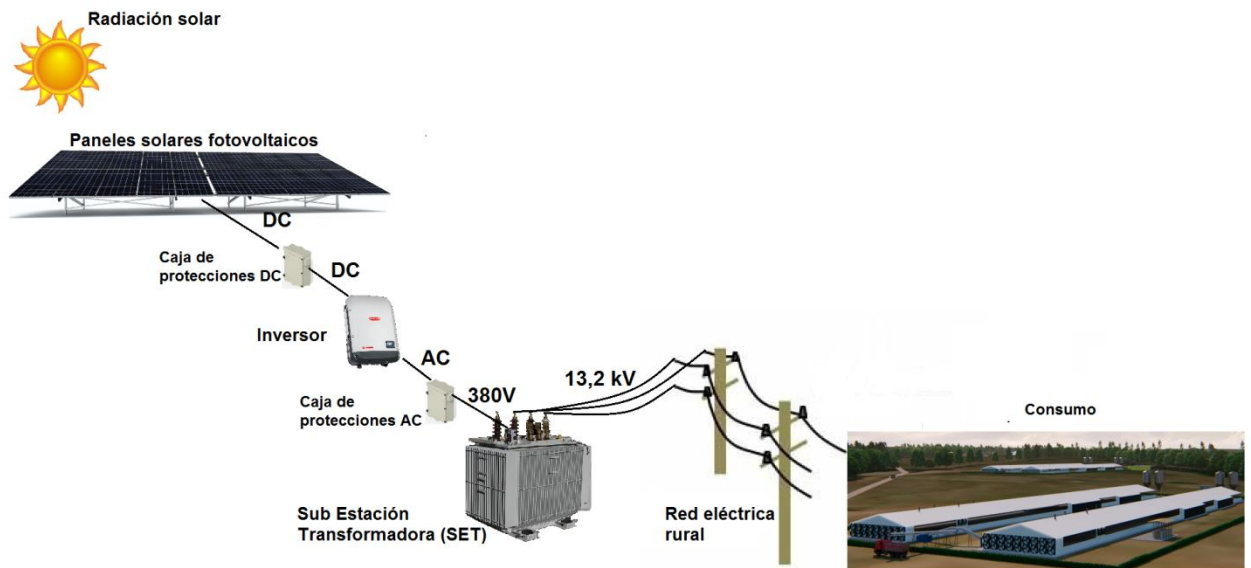 Radiación solar
Paneles solares fotovoltaicos
DC
Caja de
protecciones DC
DC
Inversor
AC
Caja de
protecciones AC
380V
13,2 kV
Sub Estación
Transformadora (SET)
Red eléctrica
rural
Consumo